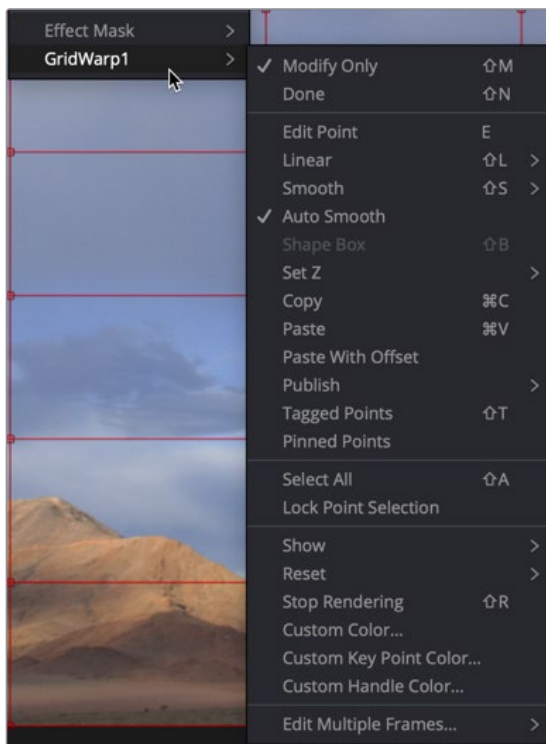 Effect Mask >
GridWarp1 >
✓ Modify Only ⇧M
Done ⇧N
Edit Point E
Linear ⇧L >
Smooth ⇧S >
✓ Auto Smooth
Shape Box ⇧B
Set Z >
Copy ⌘C
Paste ⌘V
Paste With Offset
Publish >
Tagged Points ⇧T
Pinned Points
Select All ⇧A
Lock Point Selection
Show >
Reset >
Stop Rendering ⇧R
Custom Color...
Custom Key Point Color...
Custom Handle Color...
Edit Multiple Frames... >